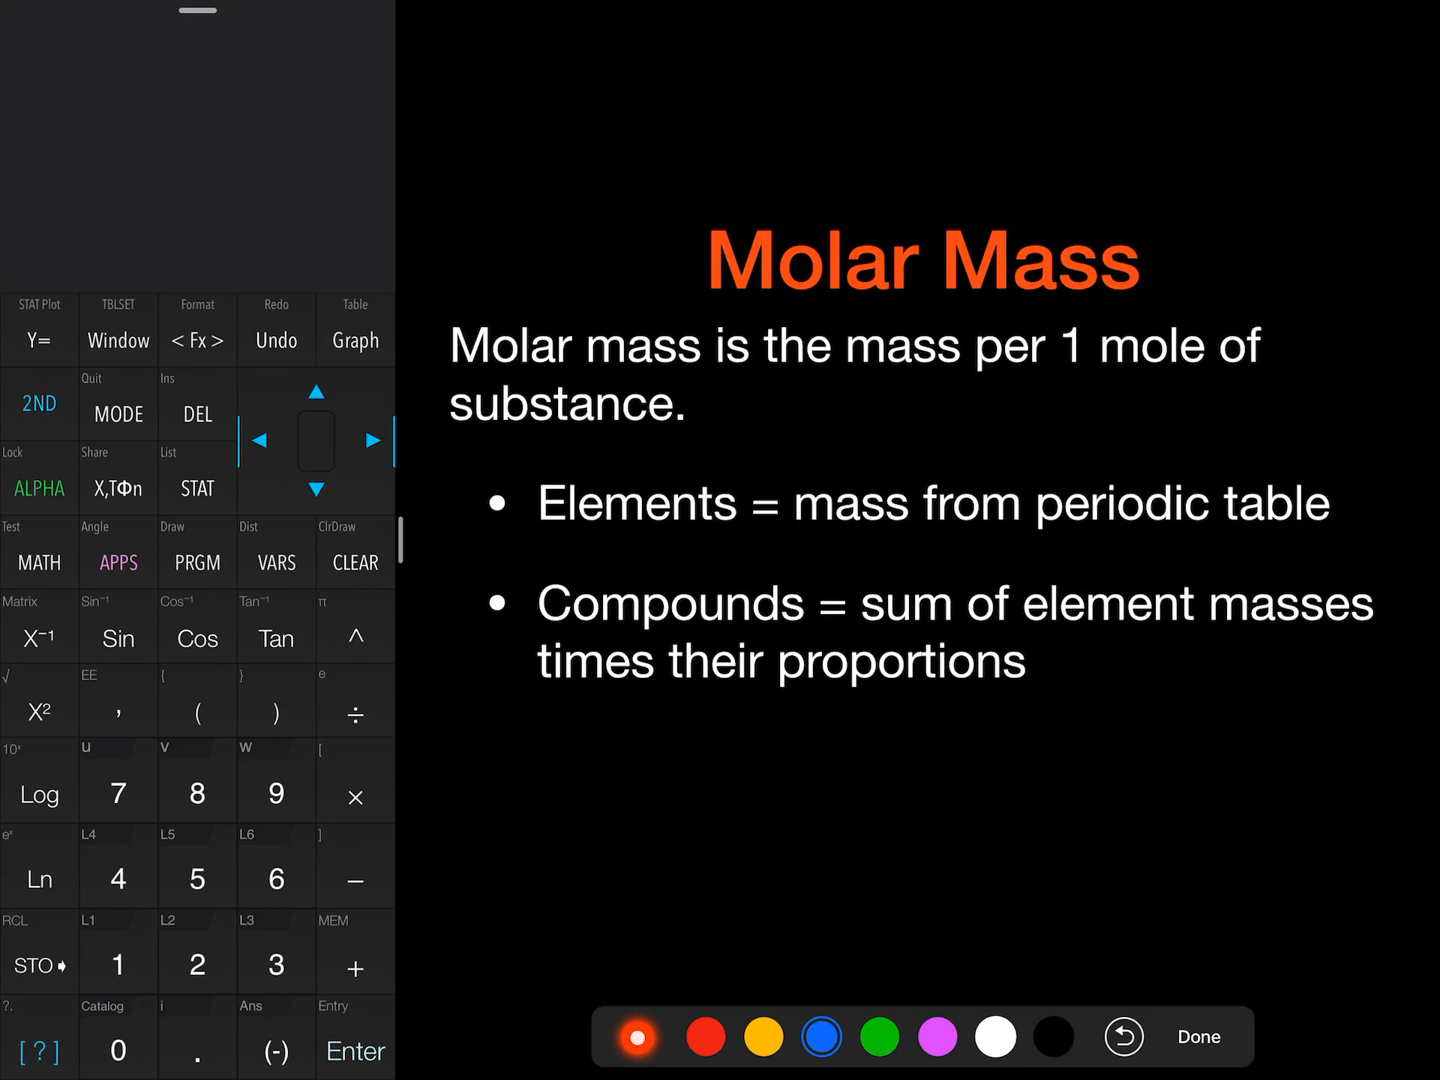 STAT Plot TBLSET Format Redo Table
Y= Window < Fx > Undo Graph
Quit Ins
2ND MODE DEL
Lock Share List
ALPHA X,TΦn STAT
Test Angle Draw Dist ClrDraw
MATH APPS PRGM VARS CLEAR
Matrix Sin⁻¹ Cos⁻¹ Tan⁻¹ π
X⁻¹ Sin Cos Tan ^
√ EE { } e
X² , ( ) ÷
10ˣ u v w [
Log 7 8 9 ×
eˣ L4 L5 L6 ]
Ln 4 5 6 −
RCL L1 L2 L3 MEM
STO➧ 1 2 3 +
?. Catalog i Ans Entry
[ ? ] 0 . (-) Enter
Molar Mass
Molar mass is the mass per 1 mole of
substance.
• Elements = mass from periodic table
• Compounds = sum of element masses
times their proportions
Done